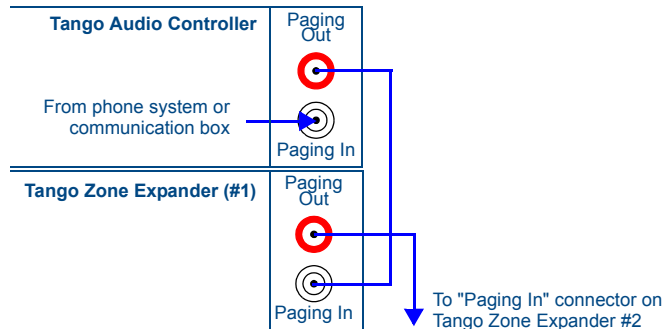 Tango Audio Controller
Paging
Out
From phone system or
communication box
Paging In
Tango Zone Expander (#1)
Paging
Out
Paging In
To "Paging In" connector on
Tango Zone Expander #2